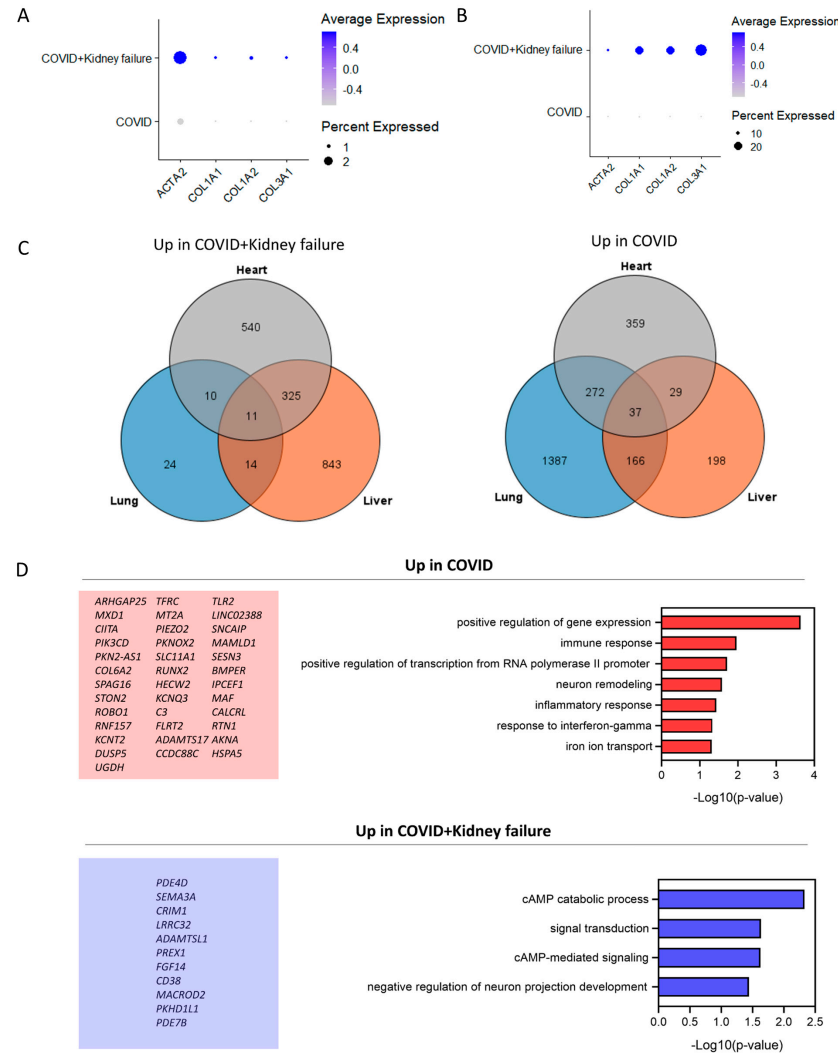 A
COVID+Kidney failure
COVID
ACTA2
COL1A1
COL1A2
COL3A1
Average Expression
0.4
0.0
-0.4
Percent Expressed
1
2
B
COVID+Kidney failure
COVID
ACTA2
COL1A1
COL1A2
COL3A1
Average Expression
0.4
0.0
-0.4
Percent Expressed
10
20
C
Up in COVID+Kidney failure
Heart
540
10
325
11
24
14
843
Lung
Liver
Up in COVID
Heart
359
272
29
37
1387
166
198
Lung
Liver
D
Up in COVID
ARHGAP25 TFRC TLR2
MXD1 MT2A LINC02388
CIITA PIEZO2 SNCAIP
PIK3CD PKNOX2 MAMLD1
PKN2-AS1 SLC11A1 SESN3
COL6A2 RUNX2 BMPER
SPAG16 HECW2 IPCEF1
STON2 KCNQ3 MAF
ROBO1 C3 CALCRL
RNF157 FLRT2 RTN1
KCNT2 ADAMTS17 AKNA
DUSP5 CCDC88C HSPA5
UGDH
positive regulation of gene expression
immune response
positive regulation of transcription from RNA polymerase II promoter
neuron remodeling
inflammatory response
response to interferon-gamma
iron ion transport
0 1 2 3 4
-Log10(p-value)
Up in COVID+Kidney failure
PDE4D
SEMA3A
CRIM1
LRRC32
ADAMTSL1
PREX1
FGF14
CD38
MACROD2
PKHD1L1
PDE7B
cAMP catabolic process
signal transduction
cAMP-mediated signaling
negative regulation of neuron projection development
0.0 0.5 1.0 1.5 2.0 2.5
-Log10(p-value)